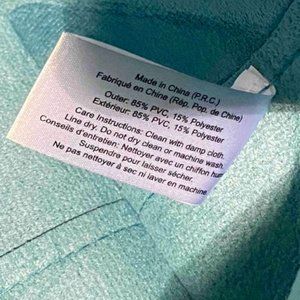 Made in China (P.R.C.)
Fabriqué en Chine (Rép. Pop. de Chine)
Outer: 85% PVC, 15% Polyester
Extérieur: 85% PVC, 15% Polyester
Care Instructions: Clean with damp cloth.
Line dry. Do not dry clean or machine wash.
Conseils d'entretien: Nettoyer avec un chiffon
Suspendre pour laisser sécher.
Ne pas nettoyer à sec ni laver en machine.